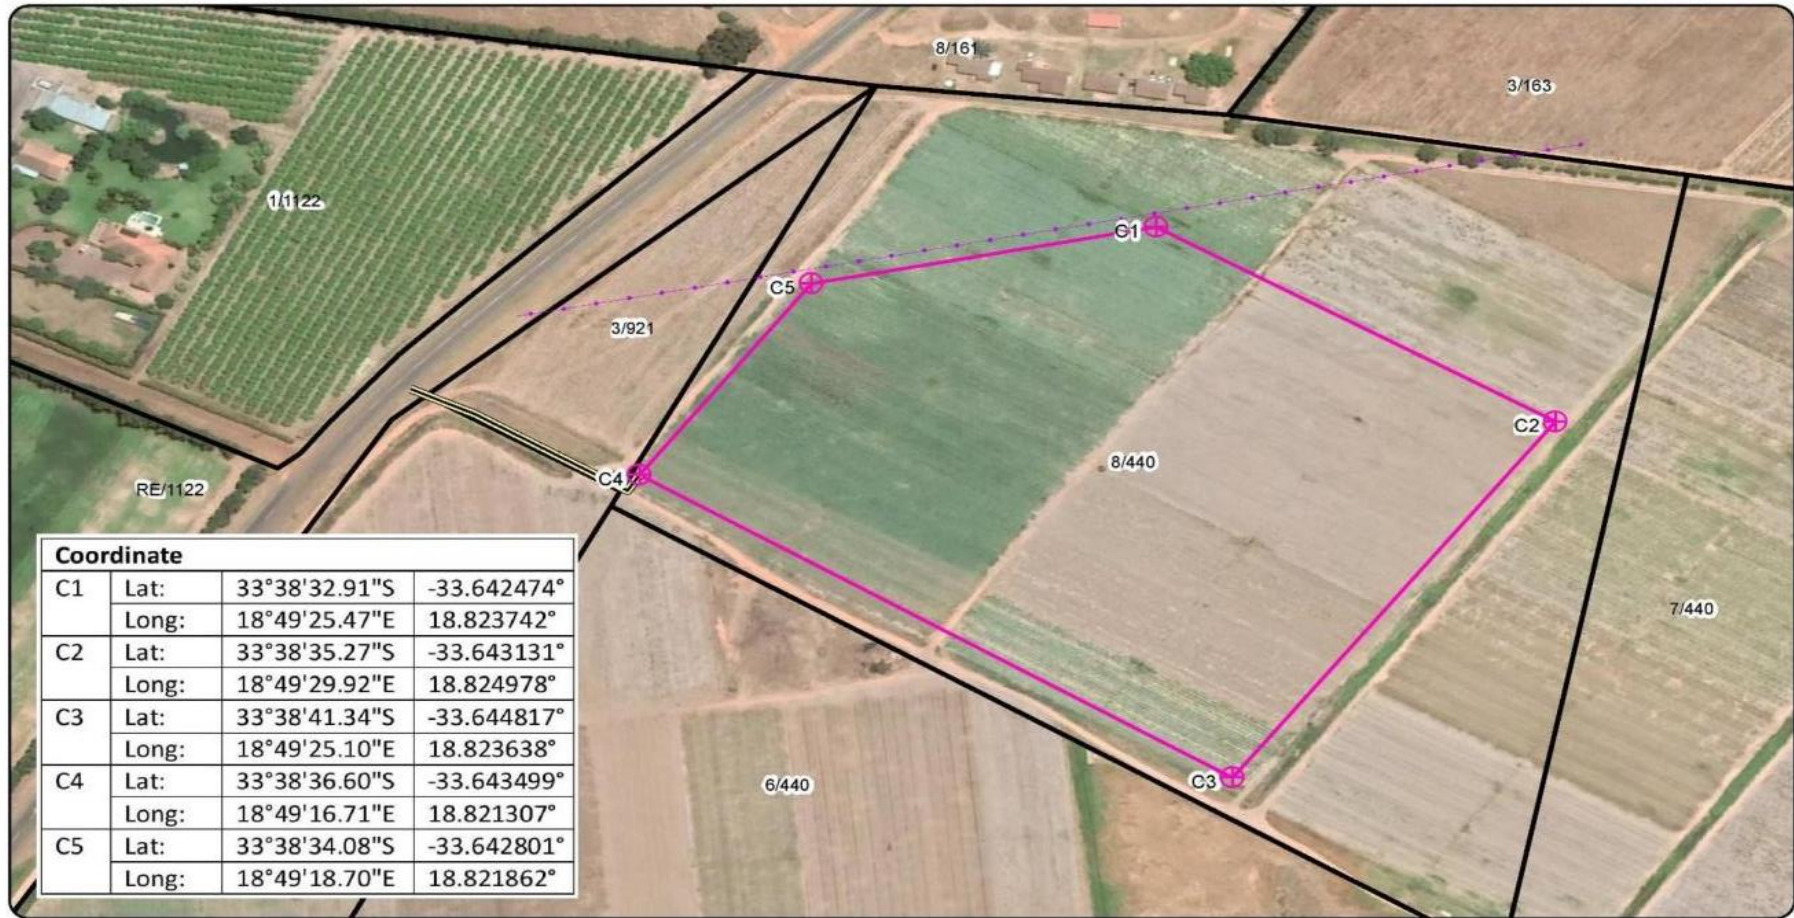 8/161
3/163
1/1122
C1
C5
3/921
C2
8/440
C4
RE/1122
7/440
C3
6/440
Coordinate
C1 Lat: 33°38'32.91"S -33.642474°
Long: 18°49'25.47"E 18.823742°
C2 Lat: 33°38'35.27"S -33.643131°
Long: 18°49'29.92"E 18.824978°
C3 Lat: 33°38'41.34"S -33.644817°
Long: 18°49'25.10"E 18.823638°
C4 Lat: 33°38'36.60"S -33.643499°
Long: 18°49'16.71"E 18.821307°
C5 Lat: 33°38'34.08"S -33.642801°
Long: 18°49'18.70"E 18.821862°